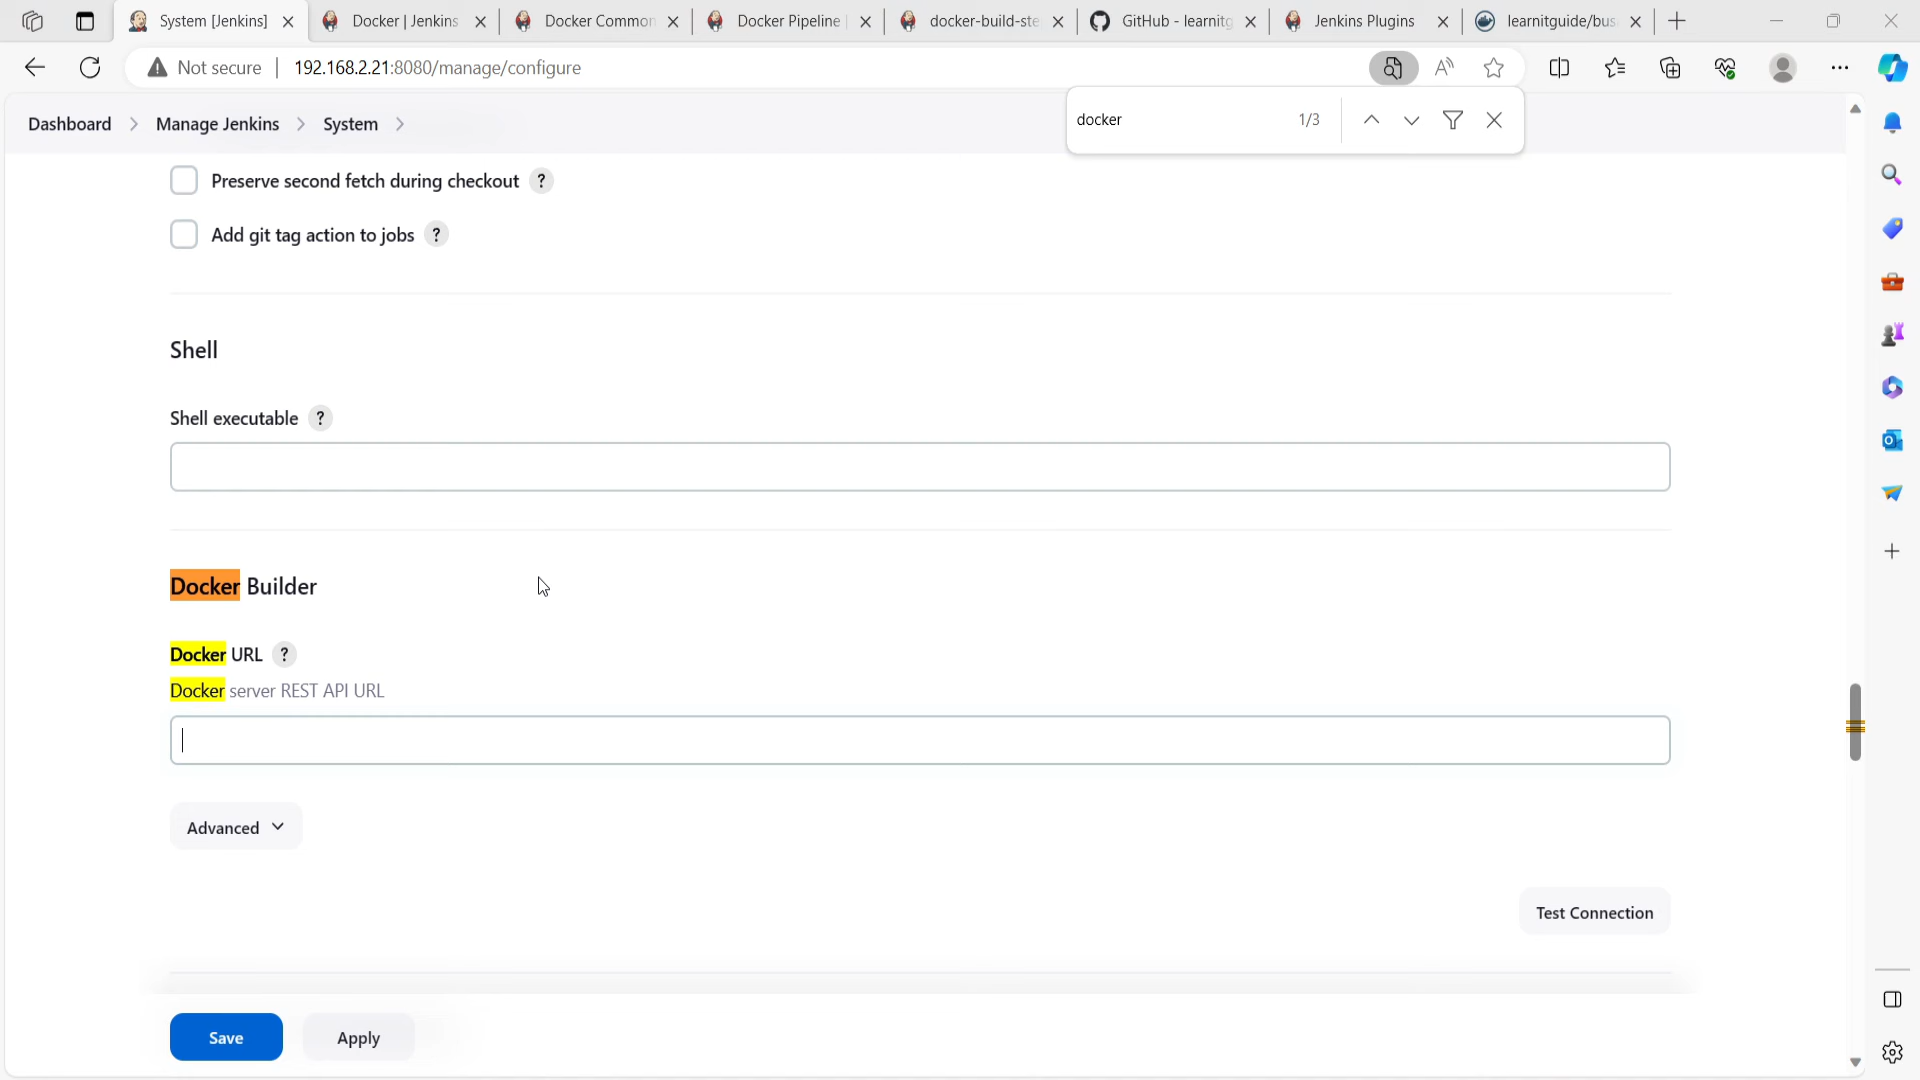 System [Jenkins]
Docker | Jenkins
Docker Common
Docker Pipeline
docker-build-ste
GitHub - learnitg
Jenkins Plugins
learnitguide/bus
Not secure
192.168.2.21:8080/manage/configure
docker
1/3
Dashboard
Manage Jenkins
System
Preserve second fetch during checkout ?
Add git tag action to jobs ?
Shell
Shell executable ?
Docker Builder
Docker URL ?
Docker server REST API URL
Advanced
Test Connection
Save
Apply